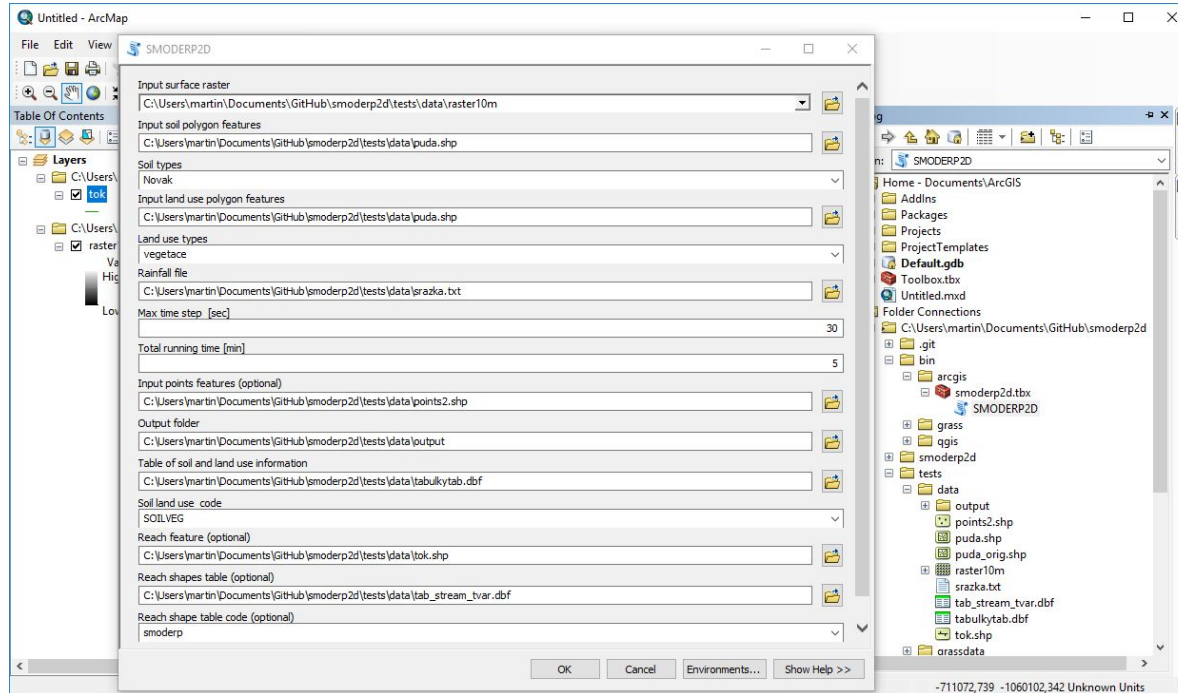 Untitled - ArcMap
File Edit View
Table Of Contents
Layers
C:\Users\
tok
C:\Users\
raster
Va
Hig
Lov
SMODERP2D
Input surface raster
C:\Users\martin\Documents\GitHub\smoderp2d\tests\data\raster10m
Input soil polygon features
C:\Users\martin\Documents\GitHub\smoderp2d\tests\data\puda.shp
Soil types
Novak
Input land use polygon features
C:\Users\martin\Documents\GitHub\smoderp2d\tests\data\puda.shp
Land use types
vegetace
Rainfall file
C:\Users\martin\Documents\GitHub\smoderp2d\tests\data\srazka.txt
Max time step [sec]
30
Total running time [min]
5
Input points features (optional)
C:\Users\martin\Documents\GitHub\smoderp2d\tests\data\points2.shp
Output folder
C:\Users\martin\Documents\GitHub\smoderp2d\tests\data\output
Table of soil and land use information
C:\Users\martin\Documents\GitHub\smoderp2d\tests\data\tabulkytab.dbf
Soil land use code
SOILVEG
Reach feature (optional)
C:\Users\martin\Documents\GitHub\smoderp2d\tests\data\tok.shp
Reach shapes table (optional)
C:\Users\martin\Documents\GitHub\smoderp2d\tests\data\tab_stream_tvar.dbf
Reach shape table code (optional)
smoderp
OK Cancel Environments... Show Help >>
g
n: SMODERP2D
Home - Documents\ArcGIS
AddIns
Packages
Projects
ProjectTemplates
Default.gdb
Toolbox.tbx
Untitled.mxd
Folder Connections
C:\Users\martin\Documents\GitHub\smoderp2d
.git
bin
arcgis
smoderp2d.tbx
SMODERP2D
grass
qgis
smoderp2d
tests
data
output
points2.shp
puda.shp
puda_orig.shp
raster10m
srazka.txt
tab_stream_tvar.dbf
tabulkytab.dbf
tok.shp
grassdata
-711072,739 -1060102,342 Unknown Units